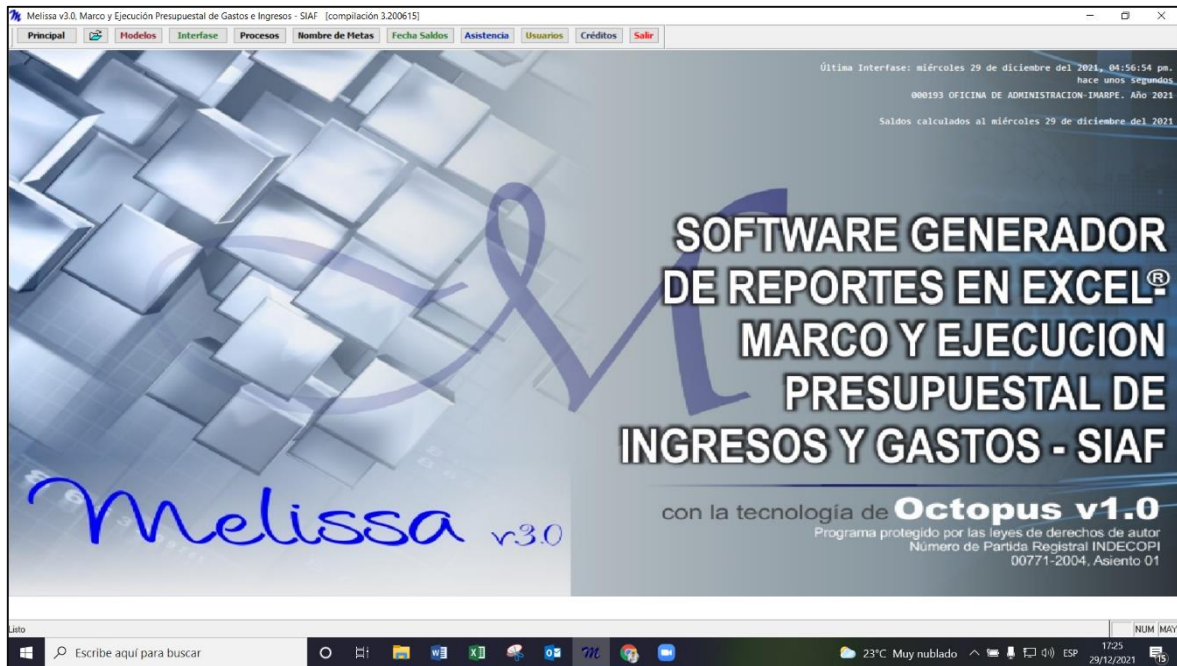 Melissa v3.0, Marco y Ejecución Presupuestal de Gastos e Ingresos - SIAF [compilación 3.200615]
Principal Modelos Interfase Procesos Nombre de Metas Fecha Saldos Asistencia Usuarios Créditos Salir
Última Interfase: miércoles 29 de diciembre del 2021, 04:56:54 pm.
hace unos segundos
000193 OFICINA DE ADMINISTRACION-IMARPE. Año 2021
Saldos calculados al miércoles 29 de diciembre del 2021
SOFTWARE GENERADOR
DE REPORTES EN EXCEL®
MARCO Y EJECUCION
PRESUPUESTAL DE
INGRESOS Y GASTOS - SIAF
Melissa v3.0
con la tecnología de Octopus v1.0
Programa protegido por las leyes de derechos de autor
Número de Partida Registral INDECOPI
00771-2004, Asiento 01
Listo NUM MAY
Escribe aquí para buscar
23°C Muy nublado ESP
17:25
29/12/2021
15